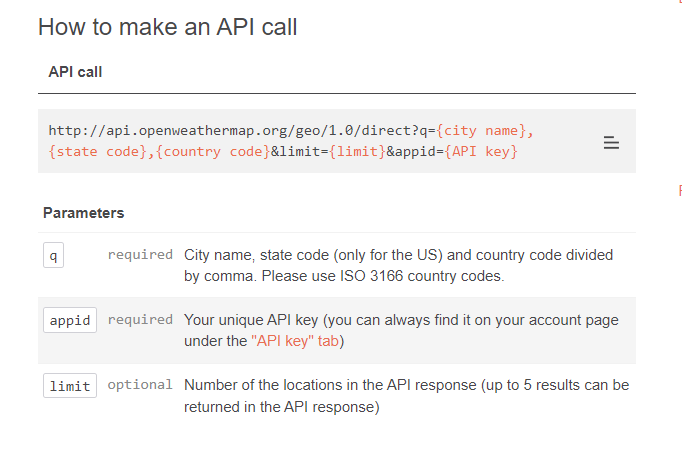 How to make an API call
API call
http://api.openweathermap.org/geo/1.0/direct?q={city name},
{state code},{country code}&limit={limit}&appid={API key}
Parameters
q required City name, state code (only for the US) and country code divided
by comma. Please use ISO 3166 country codes.
appid required Your unique API key (you can always find it on your account page
under the "API key" tab)
limit optional Number of the locations in the API response (up to 5 results can be
returned in the API response)